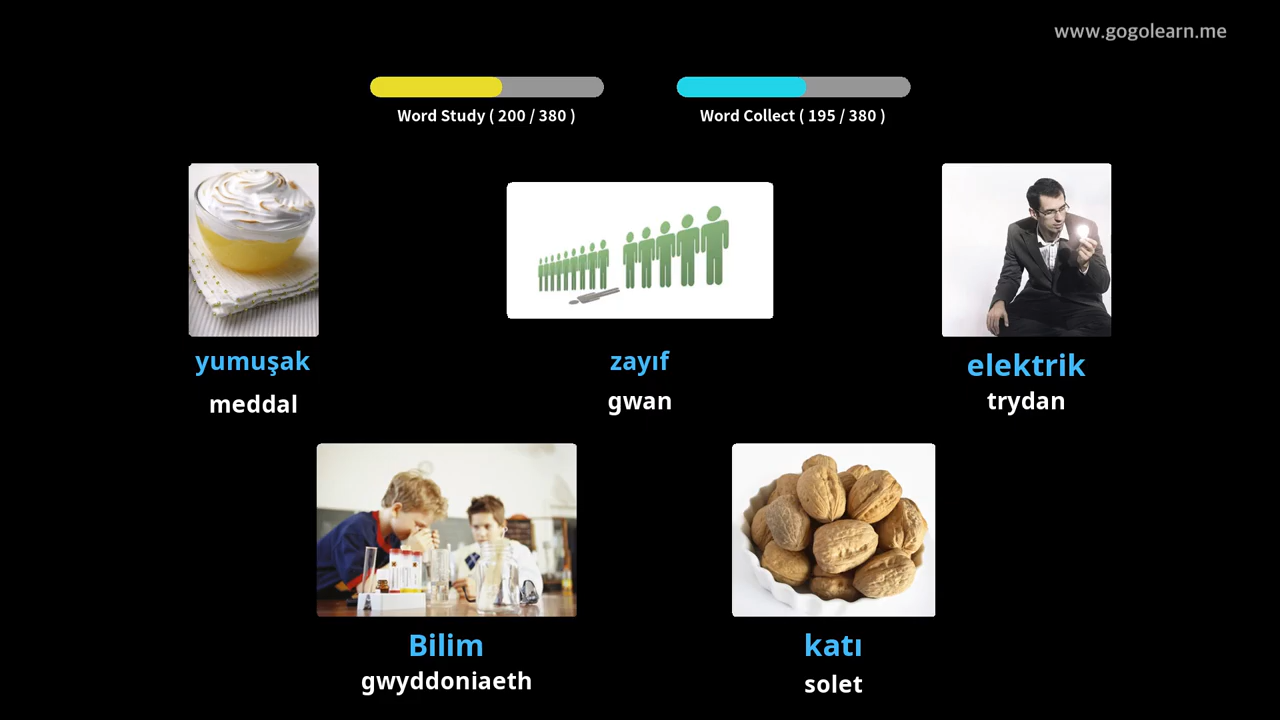 www.gogolearn.me
Word Study ( 200 / 380 )
Word Collect ( 195 / 380 )
yumuşak
meddal
zayıf
gwan
elektrik
trydan
Bilim
gwyddoniaeth
katı
solet